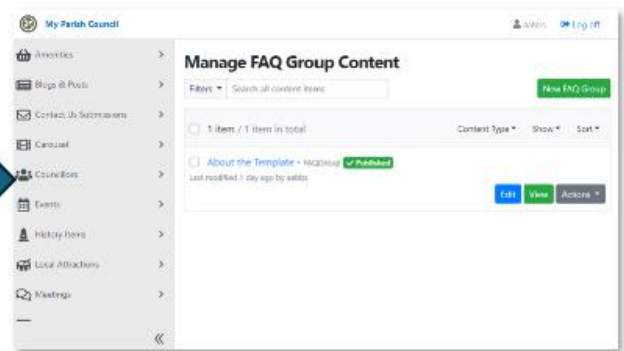 My Parish Council
Log off
Amenities
Blogs & Posts
Contact Us Submissions
Carousel
Councillors
Events
History Items
Local Attractions
Meetings
Manage FAQ Group Content
Filters
Search all content items
New FAQ Group
1 item / 1 item in total
Content Type
Show
Sort
About the Template • FAQGroup Published
Last modified 1 day ago by
Edit
View
Actions